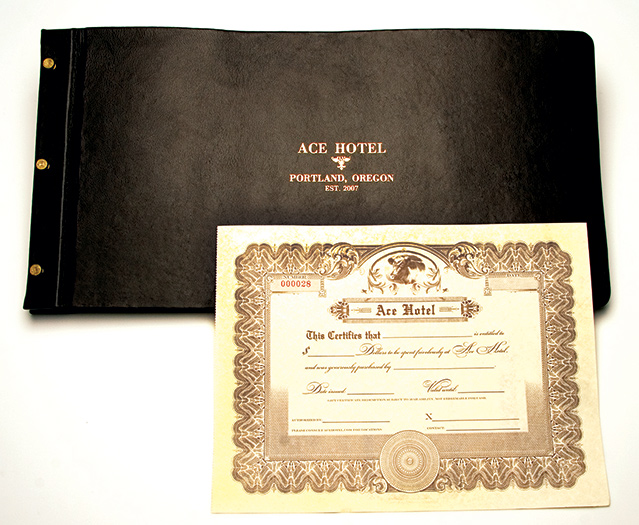 ACE HOTEL
PORTLAND, OREGON
EST. 2007
NUMBER
000028
Ace Hotel
This Certifies that is entitled to
$ Dollars to be spent frivolously at Ace Hotel,
and was generously purchased by
Date issued Valid until
X